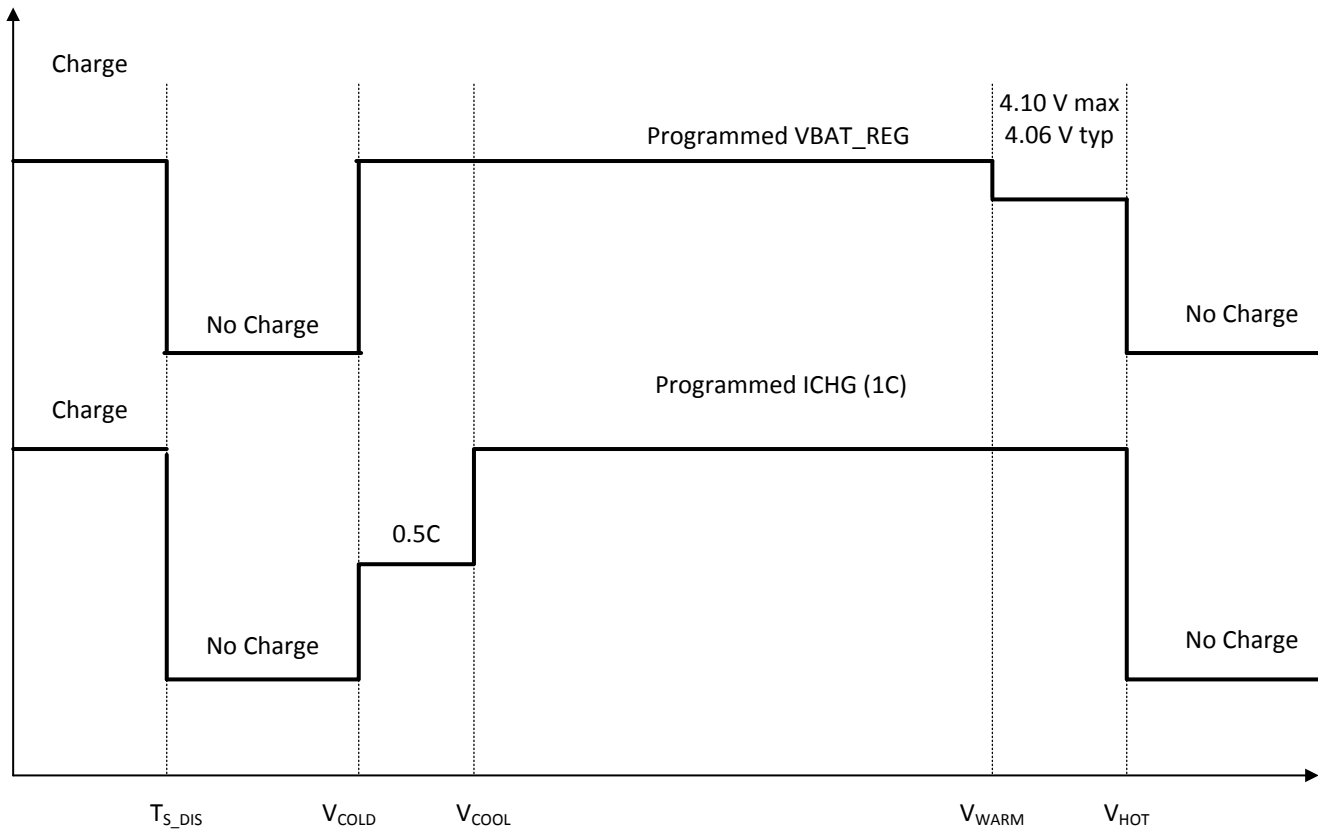 Charge
4.10 V max
4.06 V typ
Programmed VBAT_REG
No Charge
No Charge
Programmed ICHG (1C)
Charge
0.5C
No Charge
No Charge
TS_DIS
VCOLD
VCOOL
VWARM
VHOT